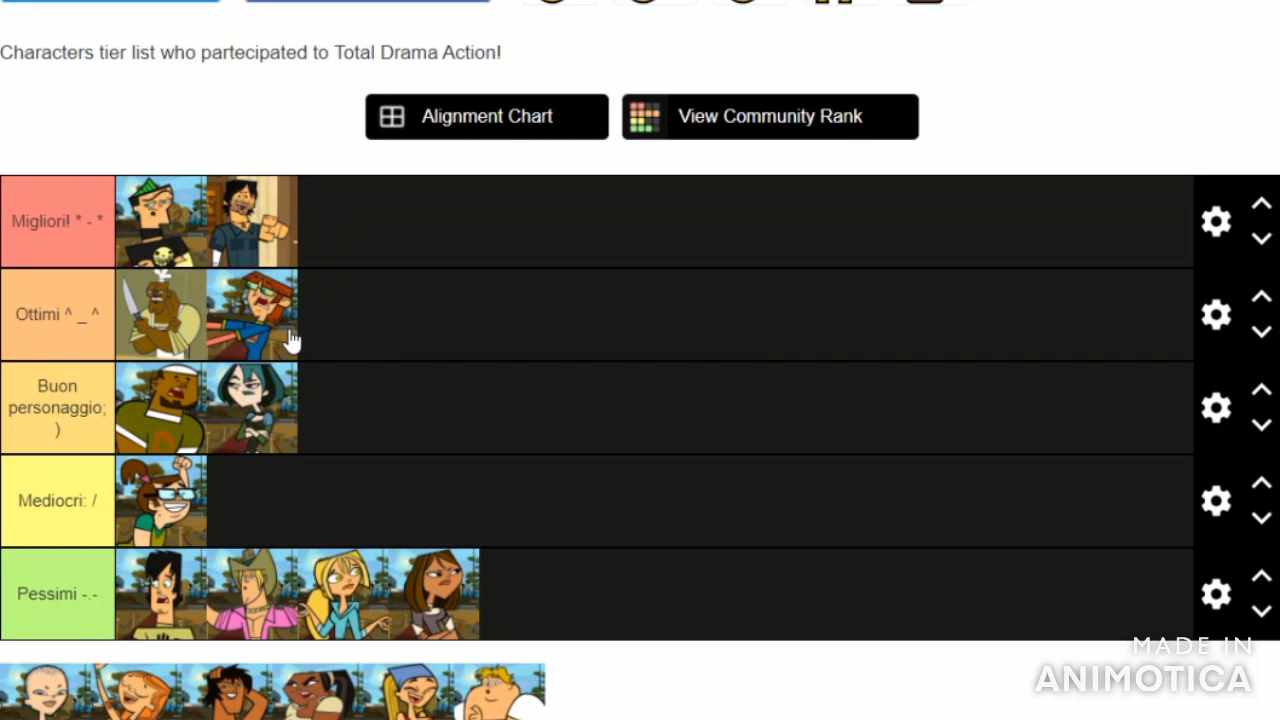 Characters tier list who partecipated to Total Drama Action!
Alignment Chart
View Community Rank
Migliori! * - *
Ottimi ^ _ ^
Buon
personaggio;
)
Mediocri: /
Pessimi -.-
MADE IN
ANIMOTICA